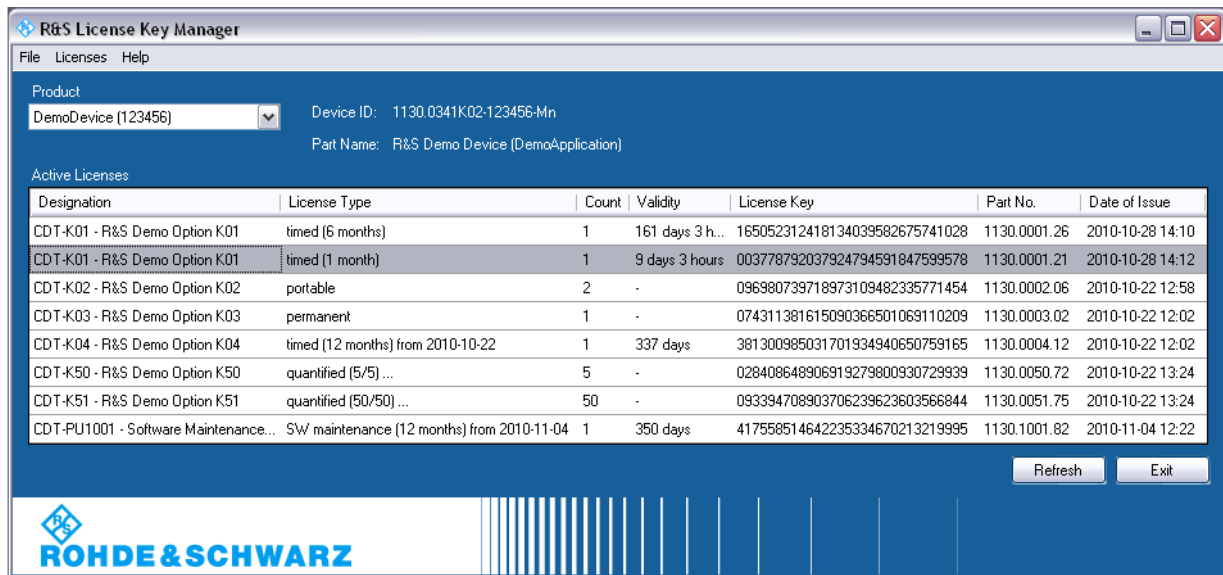 R&S License Key Manager
File Licenses Help
Product
DemoDevice (123456)
Device ID: 1130.0341K02-123456-Mn
Part Name: R&S Demo Device (DemoApplication)
Active Licenses
Designation License Type Count Validity License Key Part No. Date of Issue
CDT-K01 - R&S Demo Option K01 timed (6 months) 1 161 days 3 h... 165052312418134039582675741028 1130.0001.26 2010-10-28 14:10
CDT-K01 - R&S Demo Option K01 timed (1 month) 1 9 days 3 hours 003778792037924794591847599578 1130.0001.21 2010-10-28 14:12
CDT-K02 - R&S Demo Option K02 portable 2 - 096980739718973109482335771454 1130.0002.06 2010-10-22 12:58
CDT-K03 - R&S Demo Option K03 permanent 1 - 074311381615090366501069110209 1130.0003.02 2010-10-22 12:02
CDT-K04 - R&S Demo Option K04 timed (12 months) from 2010-10-22 1 337 days 381300985031701934940650759165 1130.0004.12 2010-10-22 12:02
CDT-K50 - R&S Demo Option K50 quantified (5/5) ... 5 - 028408648906919279800930729939 1130.0050.72 2010-10-22 13:24
CDT-K51 - R&S Demo Option K51 quantified (50/50) ... 50 - 093394708903706239623603566844 1130.0051.75 2010-10-22 13:24
CDT-PU1001 - Software Maintenance... SW maintenance (12 months) from 2010-11-04 1 350 days 417558514642235334670213219995 1130.1001.82 2010-11-04 12:22
Refresh Exit
R&S
ROHDE&SCHWARZ